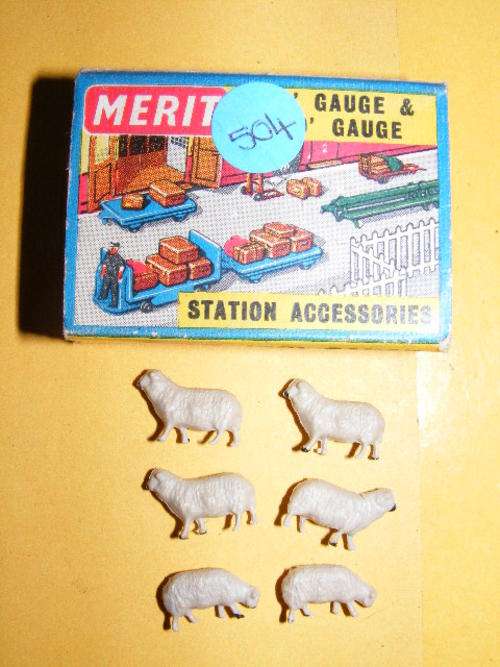 MERIT
504
' GAUGE &
' GAUGE
STATION ACCESSORIES